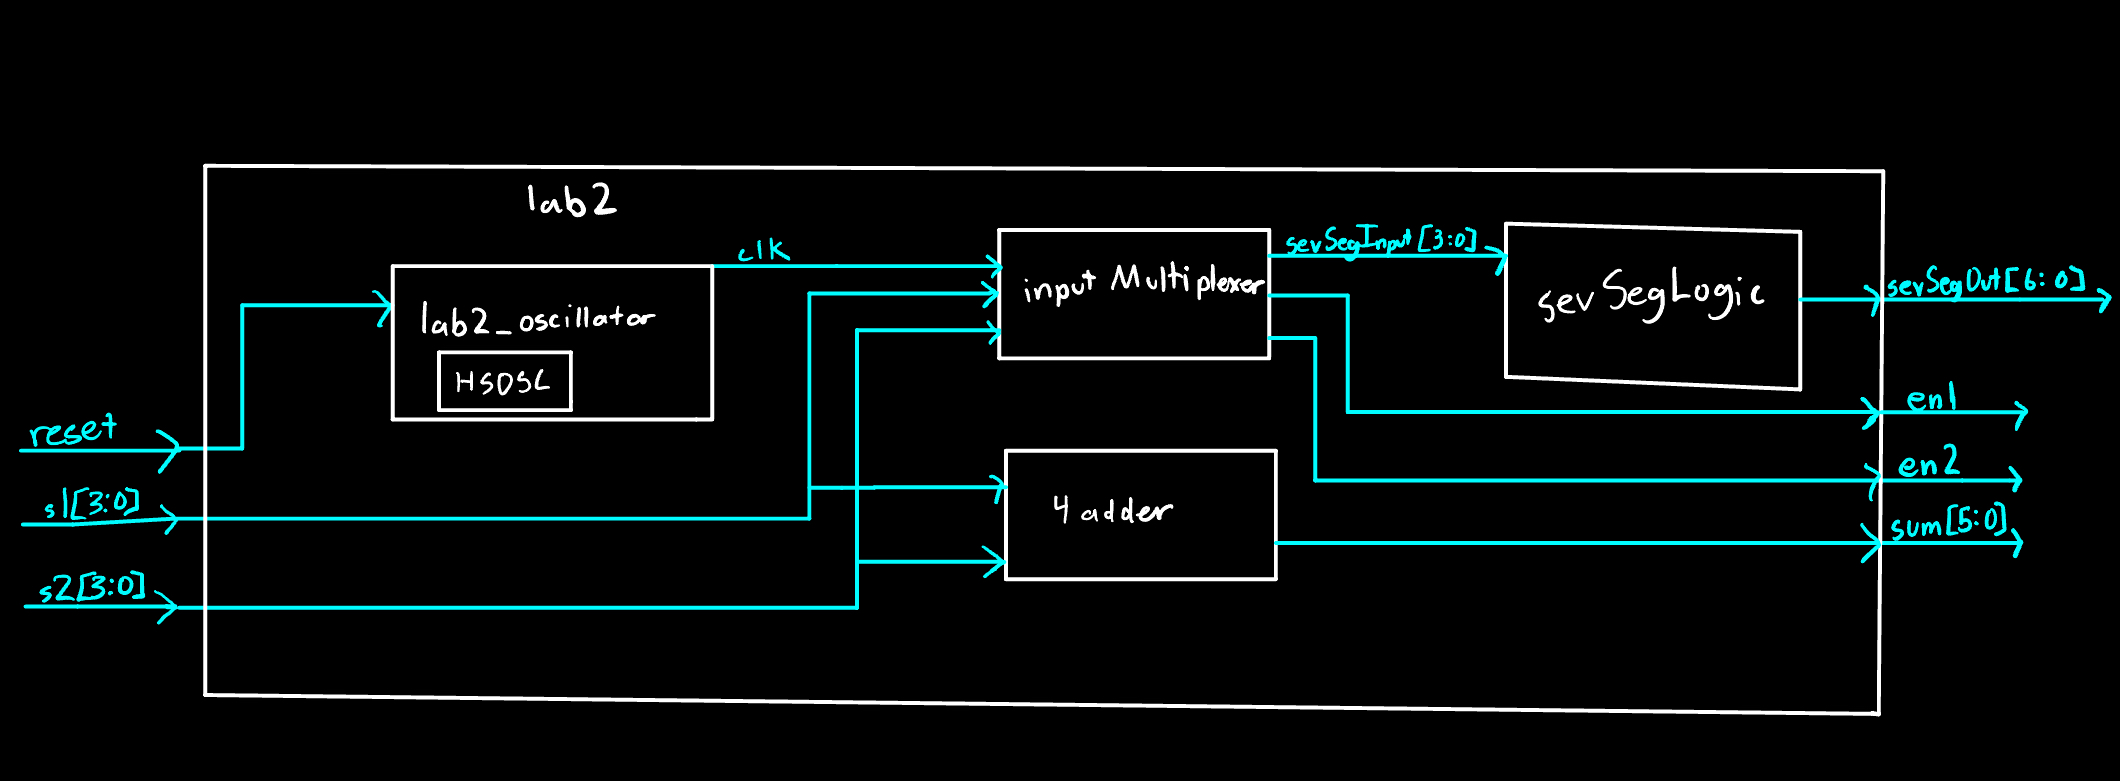 lab2
clk
sevSegInput[3:0]
input Multiplexer
sevSegLogic
sevSegOut[6:0]
lab2_oscillator
HSOSC
reset
en1
en2
s1[3:0]
4 adder
sum[5:0]
s2[3:0]